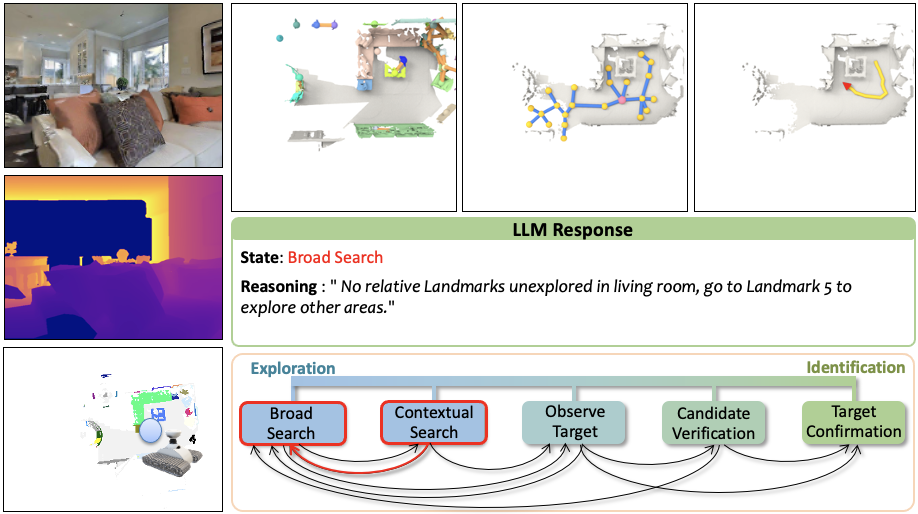 LLM Response
State: Broad Search
Reasoning : " No relative Landmarks unexplored in living room, go to Landmark 5 to
explore other areas."
Exploration
Identification
Broad
Search
Contextual
Search
Observe
Target
Candidate
Verification
Target
Confirmation